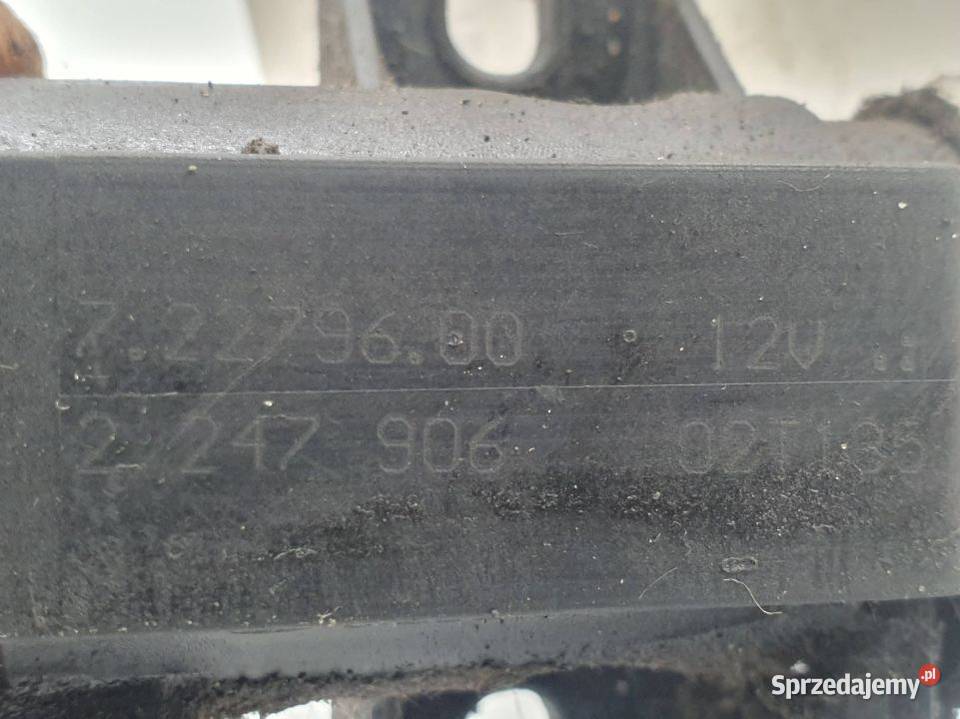 7.22796.00 12V
2 247 906 02T135
Sprzedajemy.pl